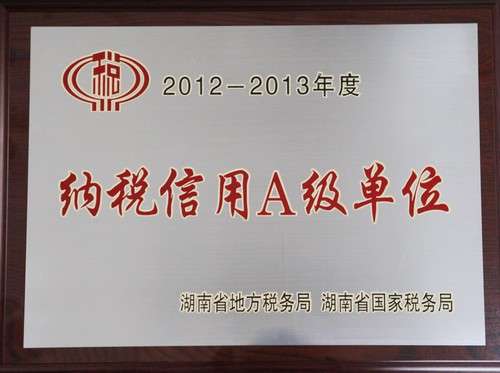 税
2012－2013年度
纳税信用A级单位
湖南省地方税务局 湖南省国家税务局